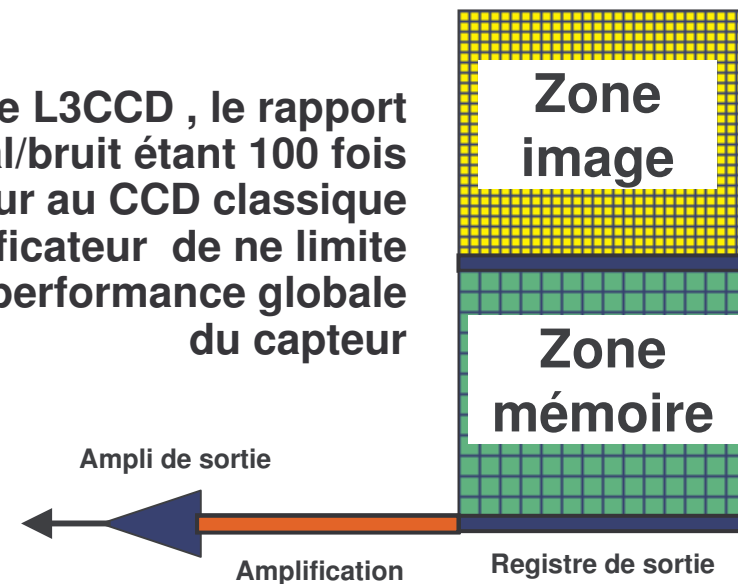 e L3CCD , le rapport
al/bruit étant 100 fois
ur au CCD classique
ficateur  de ne limite
performance globale
du capteur
Zone
image
Zone
mémoire
Ampli de sortie
Amplification
Registre de sortie